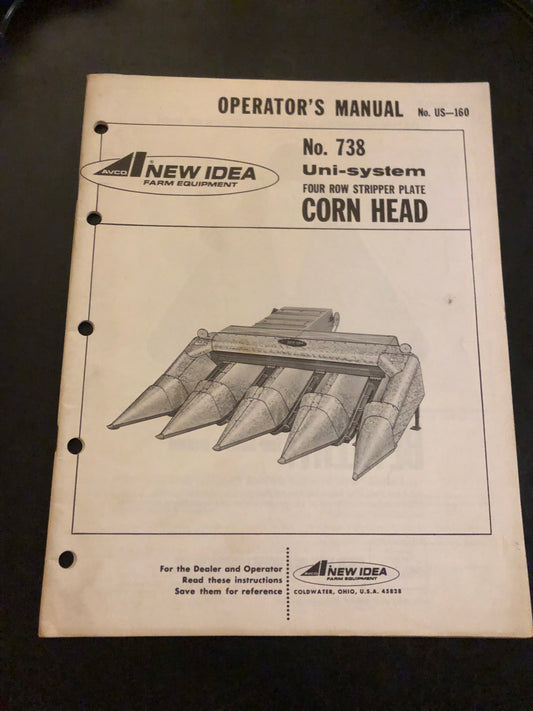 OPERATOR'S MANUAL No. US—160
AVCO NEW IDEA
FARM EQUIPMENT
No. 738
Uni-system
FOUR ROW STRIPPER PLATE
CORN HEAD
For the Dealer and Operator
Read these instructions
Save them for reference
AVCO NEW IDEA
FARM EQUIPMENT
COLDWATER, OHIO, U.S.A. 45828